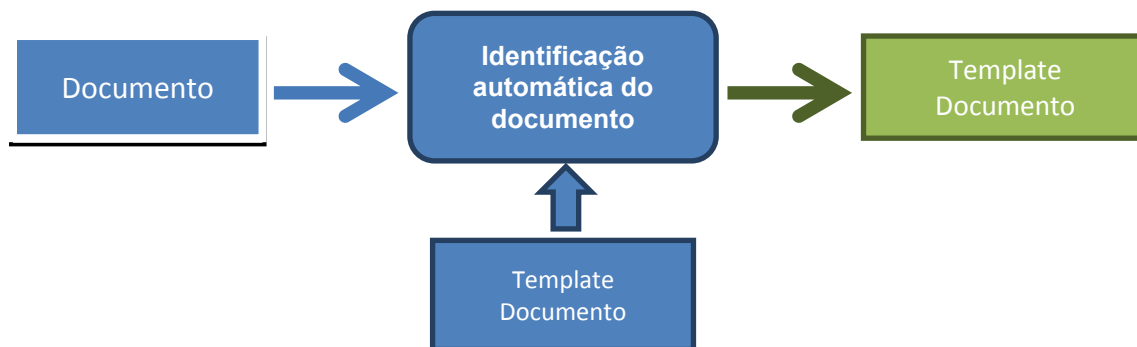 Documento
Identificação
automática do
documento
Template
Documento
Template
Documento